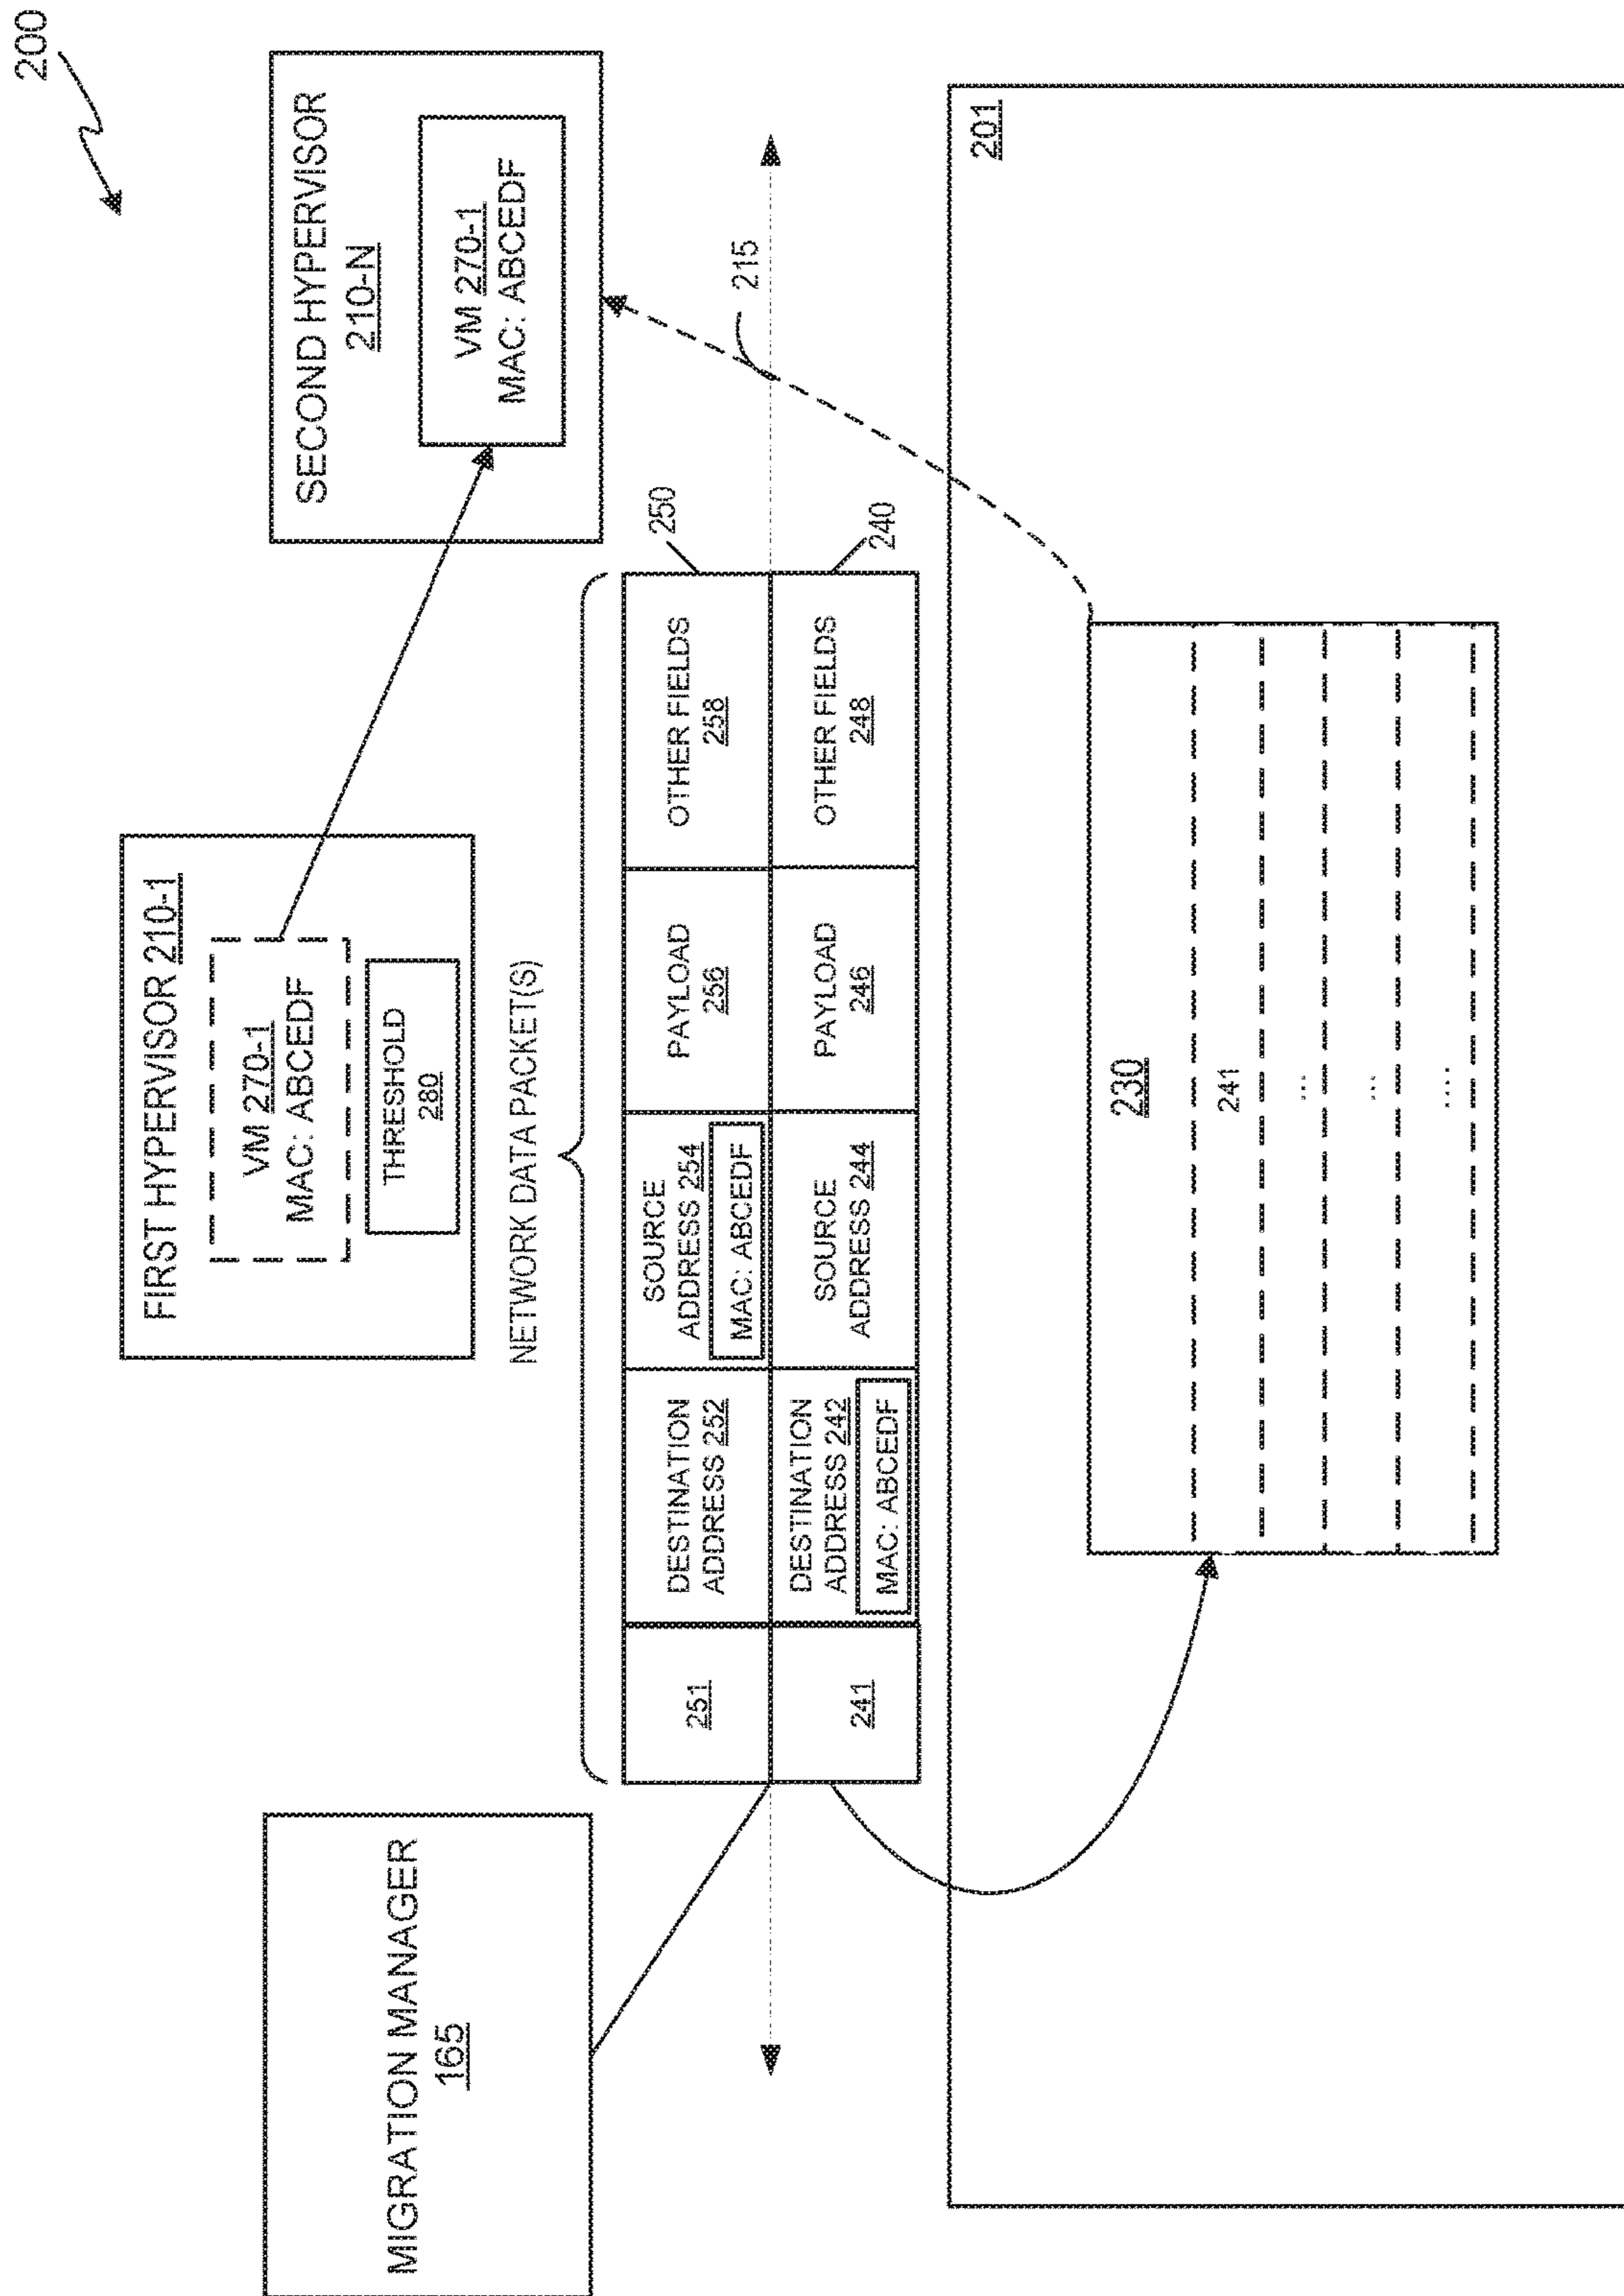 200
SECOND HYPERVISOR
210-N
VM 270-1
MAC: ABCEDF
FIRST HYPERVISOR 210-1
VM 270-1
MAC: ABCEDF
THRESHOLD
280
MIGRATION MANAGER
165
NETWORK DATA PACKET(S)
250
251
DESTINATION
ADDRESS 252
SOURCE
ADDRESS 254
MAC: ABCEDF
PAYLOAD
256
OTHER FIELDS
258
240
241
DESTINATION
ADDRESS 242
MAC: ABCEDF
SOURCE
ADDRESS 244
PAYLOAD
246
OTHER FIELDS
248
215
201
230
241
...
...
....